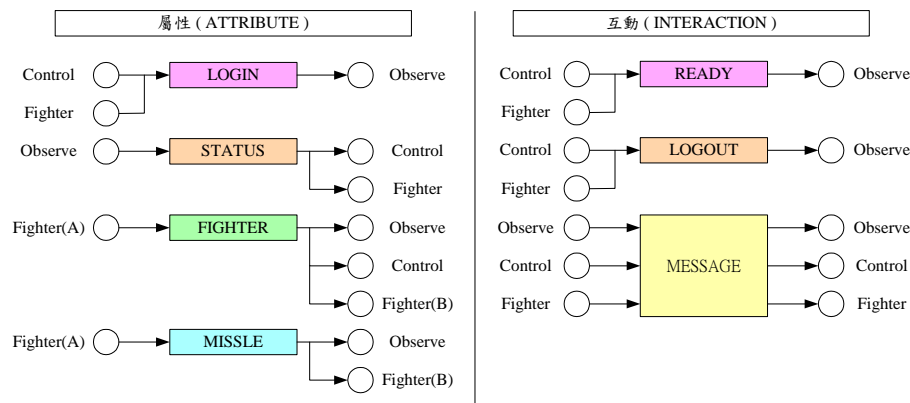 屬性 ( ATTRIBUTE )
Control
LOGIN
Observe
Fighter
Observe
STATUS
Control
Fighter
Fighter(A)
FIGHTER
Observe
Control
Fighter(B)
Fighter(A)
MISSLE
Observe
Fighter(B)
互動 ( INTERACTION )
Control
READY
Observe
Fighter
Control
LOGOUT
Observe
Fighter
Observe
Observe
Control
MESSAGE
Control
Fighter
Fighter